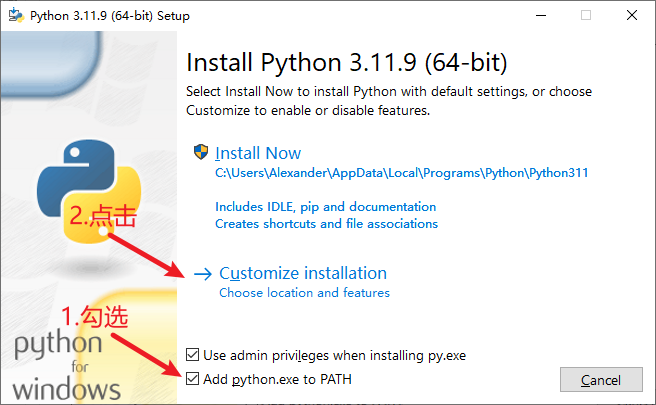 Python 3.11.9 (64-bit) Setup
Install Python 3.11.9 (64-bit)
Select Install Now to install Python with default settings, or choose
Customize to enable or disable features.
Install Now
C:\Users\Alexander\AppData\Local\Programs\Python\Python311
Includes IDLE, pip and documentation
Creates shortcuts and file associations
2.点击
Customize installation
Choose location and features
1.勾选
python
for
windows
Use admin privileges when installing py.exe
Add python.exe to PATH
Cancel